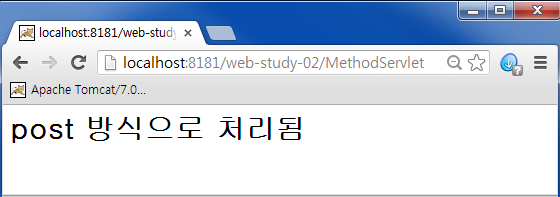 localhost:8181/web-stud
localhost:8181/web-study-02/MethodServlet
Apache Tomcat/7.0...
post 방식으로 처리됨